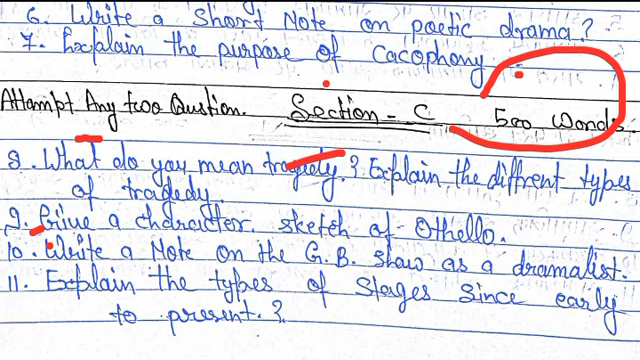 6. Write a Short Note on poetic drama?
7. Explain the purpose of Cacophony.
Attampt Any two Qustion. Section - C 500 Words
8. What do you mean tragedy.? Explain the diffrent types
of tragedy.
9. Give a character sketch of Othello.
10. Write a Note on the G.B. Shaw as a dramalist.
11. Explain the types of Stages Since early
to present.?